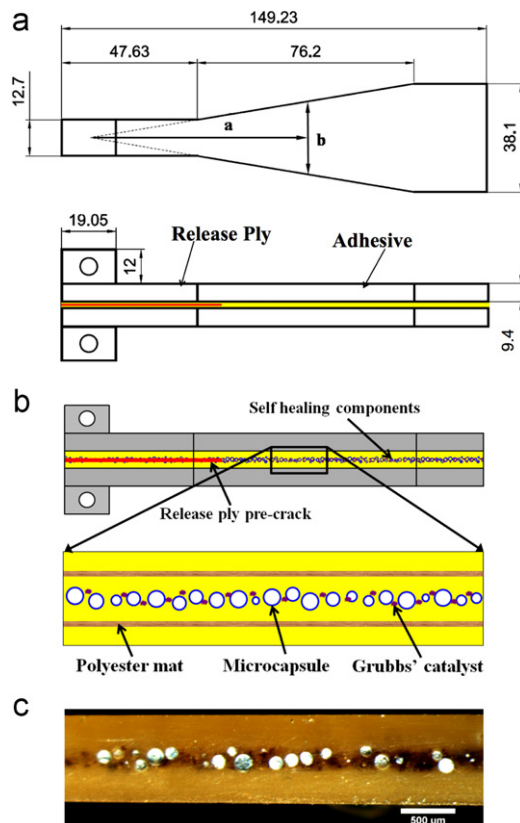 a
149.23
47.63
76.2
12.7
a
b
38.1
19.05
Release Ply
Adhesive
12
9.4
b
Self healing components
Release ply pre-crack
Polyester mat
Microcapsule
Grubbs' catalyst
c
500 μm